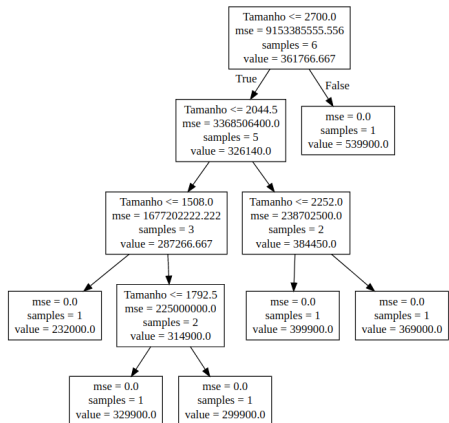 Tamanho <= 2700.0
mse = 9153385555.556
samples = 6
value = 361766.667
True
False
Tamanho <= 2044.5
mse = 3368506400.0
samples = 5
value = 326140.0
mse = 0.0
samples = 1
value = 539900.0
Tamanho <= 1508.0
mse = 1677202222.222
samples = 3
value = 287266.667
Tamanho <= 2252.0
mse = 238702500.0
samples = 2
value = 384450.0
mse = 0.0
samples = 1
value = 232000.0
Tamanho <= 1792.5
mse = 225000000.0
samples = 2
value = 314900.0
mse = 0.0
samples = 1
value = 399900.0
mse = 0.0
samples = 1
value = 369000.0
mse = 0.0
samples = 1
value = 329900.0
mse = 0.0
samples = 1
value = 299900.0